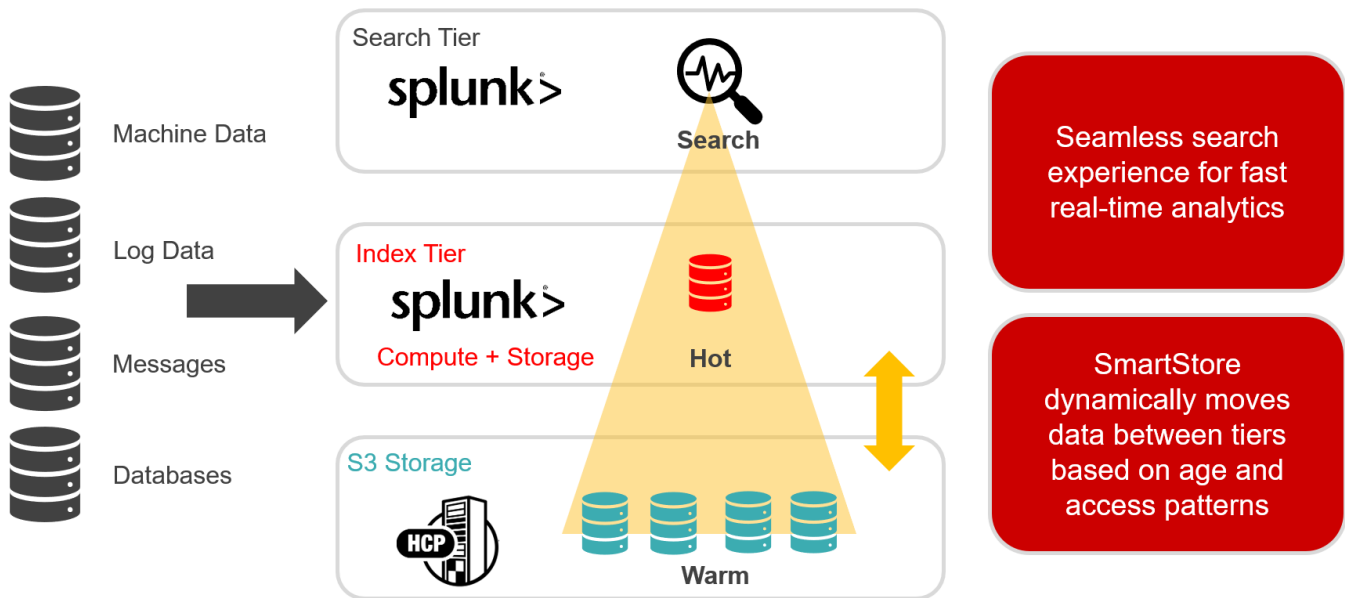 Machine Data
Log Data
Messages
Databases
Search Tier
splunk>®
Search
Index Tier
splunk>®
Compute + Storage
Hot
S3 Storage
HCP
Warm
Seamless search
experience for fast
real-time analytics
SmartStore
dynamically moves
data between tiers
based on age and
access patterns